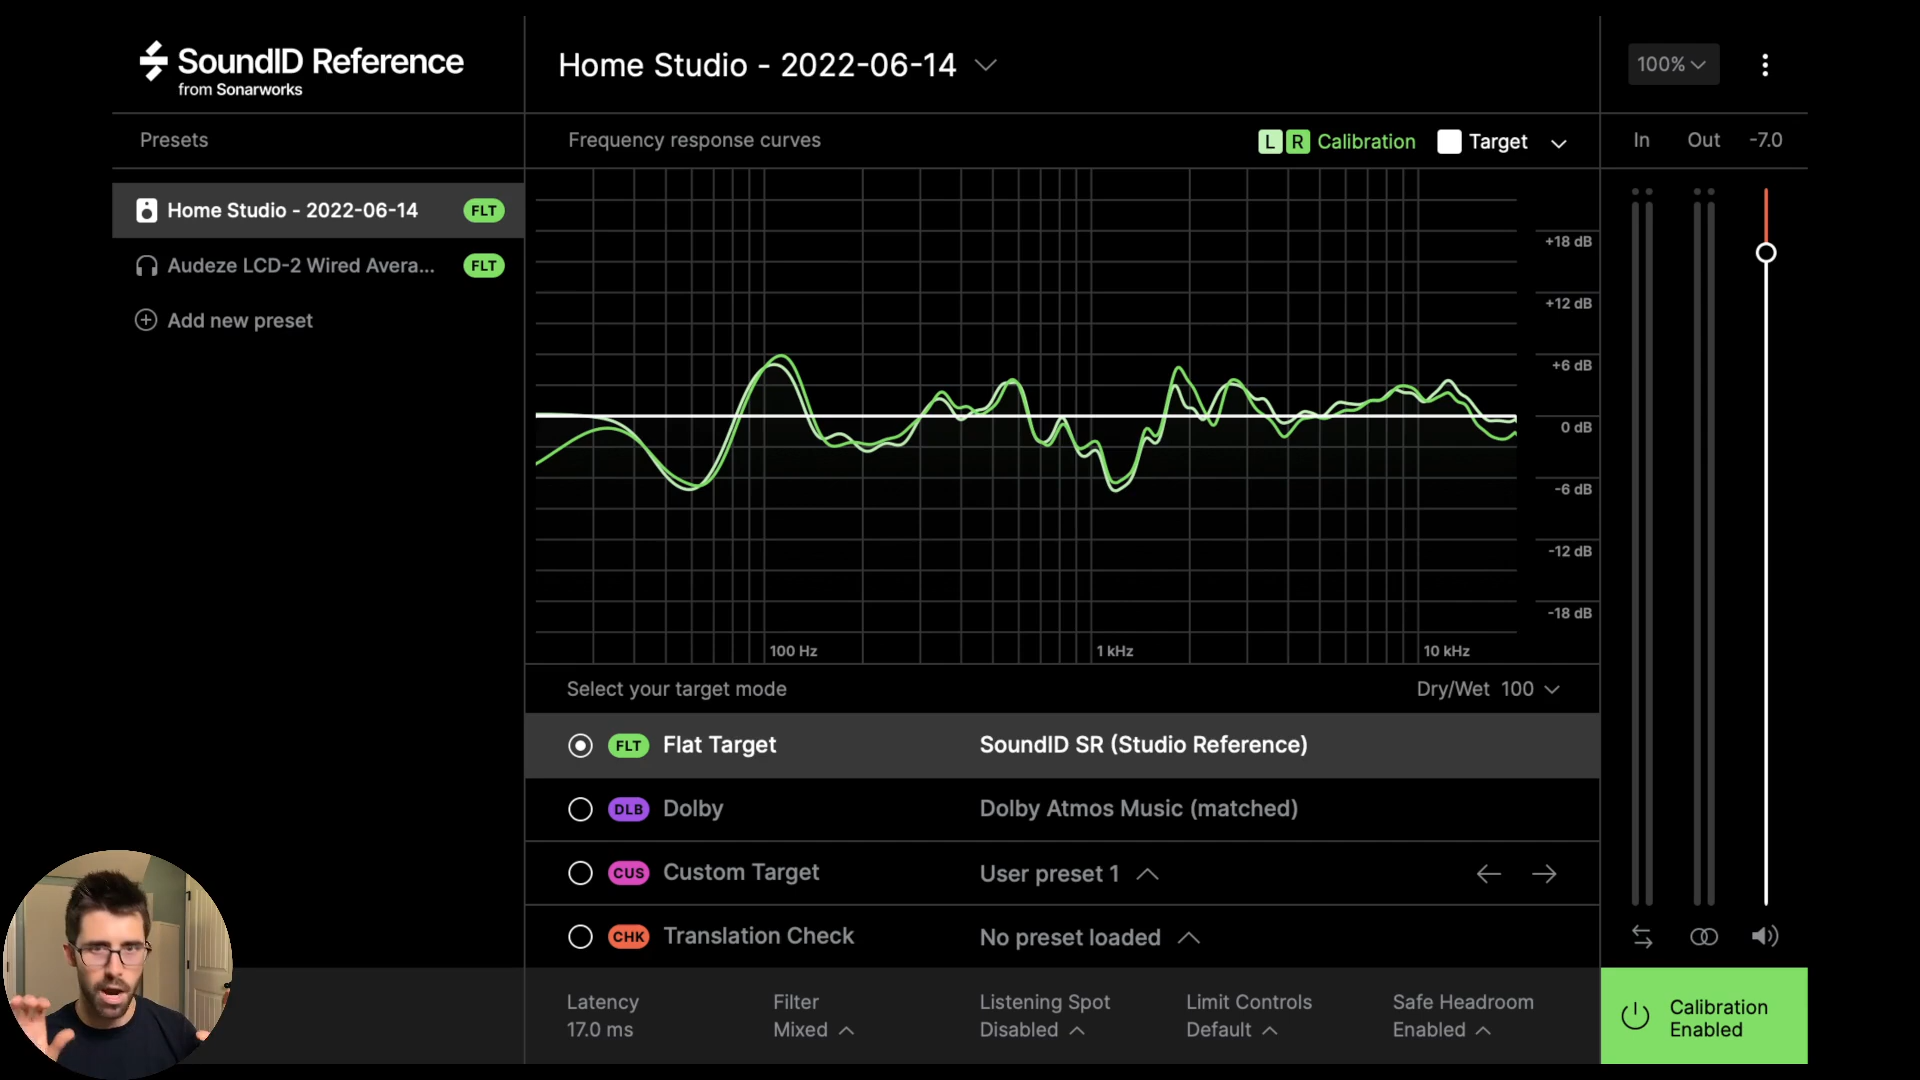 SoundID Reference
from Sonarworks
Home Studio - 2022-06-14
100%
Presets
Frequency response curves
L R Calibration
Target
In
Out
-7.0
Home Studio - 2022-06-14 FLT
Audeze LCD-2 Wired Avera... FLT
Add new preset
+18 dB
+12 dB
+6 dB
0 dB
-6 dB
-12 dB
-18 dB
100 Hz
1 kHz
10 kHz
Select your target mode
Dry/Wet 100
FLT Flat Target SoundID SR (Studio Reference)
DLB Dolby Dolby Atmos Music (matched)
CUS Custom Target User preset 1
CHK Translation Check No preset loaded
Latency
17.0 ms
Filter
Mixed
Listening Spot
Disabled
Limit Controls
Default
Safe Headroom
Enabled
Calibration
Enabled